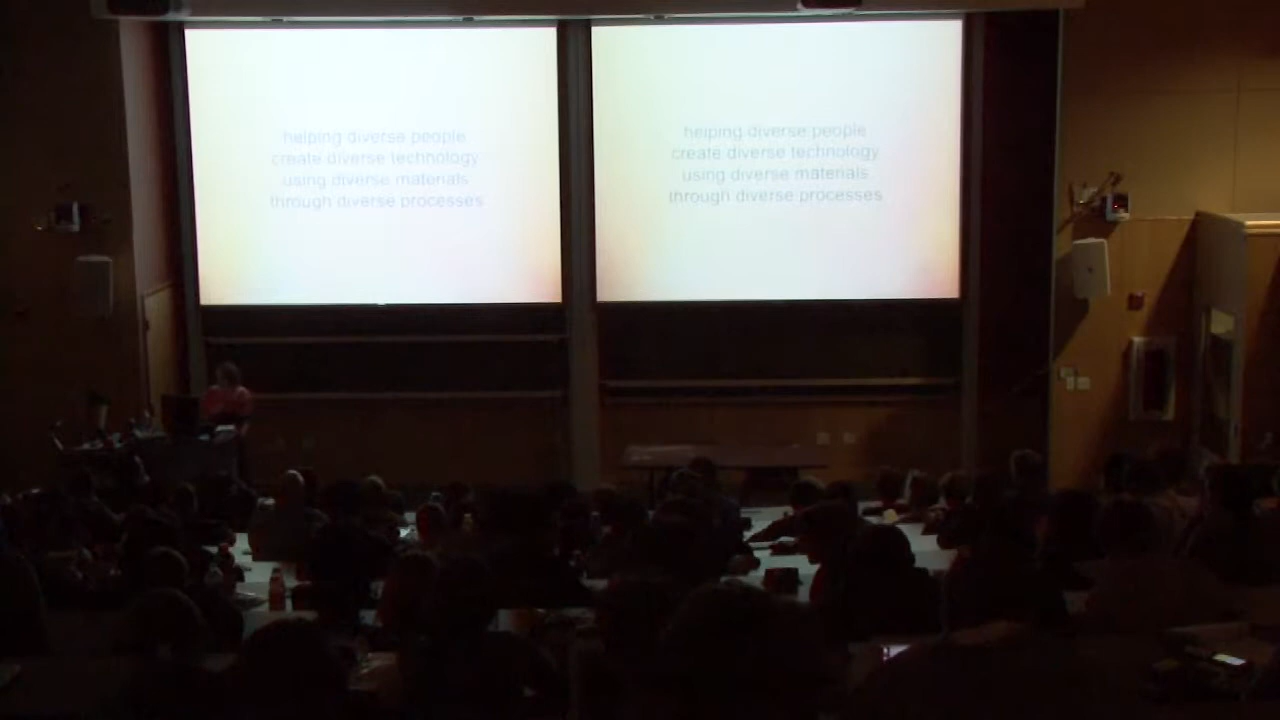 helping diverse people
create diverse technology
using diverse materials
through diverse processes
helping diverse people
create diverse technology
using diverse materials
through diverse processes